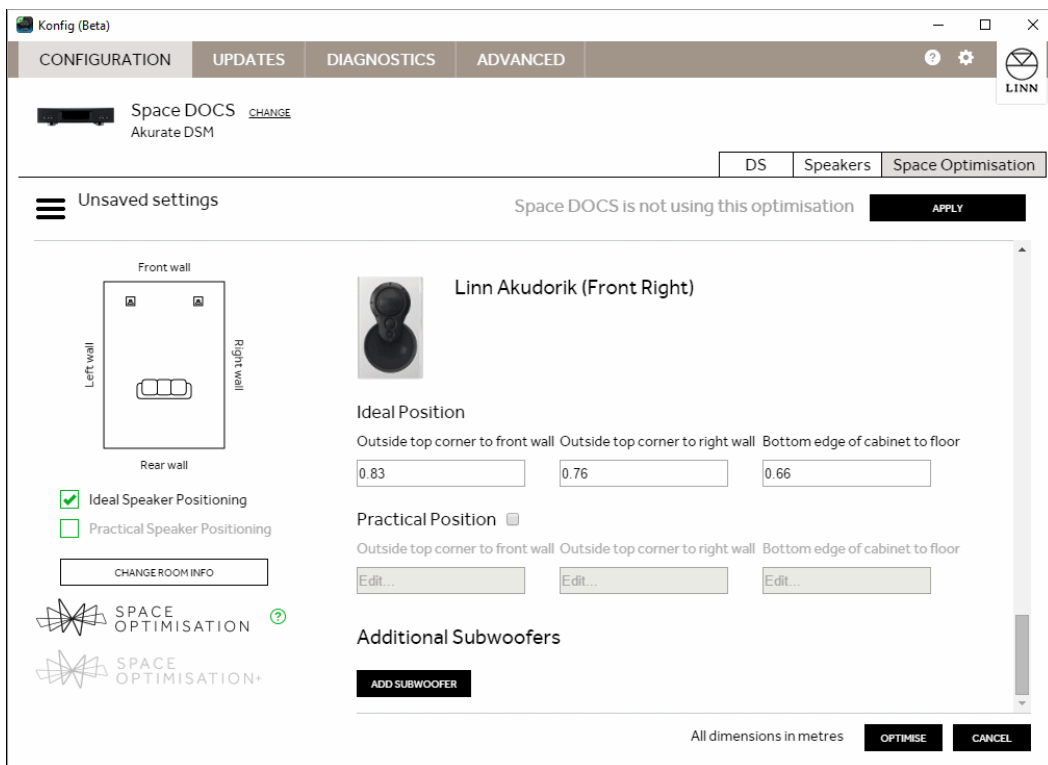 Konfig (Beta)
CONFIGURATION UPDATES DIAGNOSTICS ADVANCED
LINN
Space DOCS CHANGE
Akurate DSM
DS Speakers Space Optimisation
Unsaved settings
Space DOCS is not using this optimisation APPLY
Front wall
Left wall
Right wall
Rear wall
Ideal Speaker Positioning
Practical Speaker Positioning
CHANGE ROOM INFO
SPACE
OPTIMISATION ?
SPACE
OPTIMISATION+
Linn Akudorik (Front Right)
Ideal Position
Outside top corner to front wall Outside top corner to right wall Bottom edge of cabinet to floor
0.83 0.76 0.66
Practical Position
Outside top corner to front wall Outside top corner to right wall Bottom edge of cabinet to floor
Edit... Edit... Edit...
Additional Subwoofers
ADD SUBWOOFER
All dimensions in metres OPTIMISE CANCEL